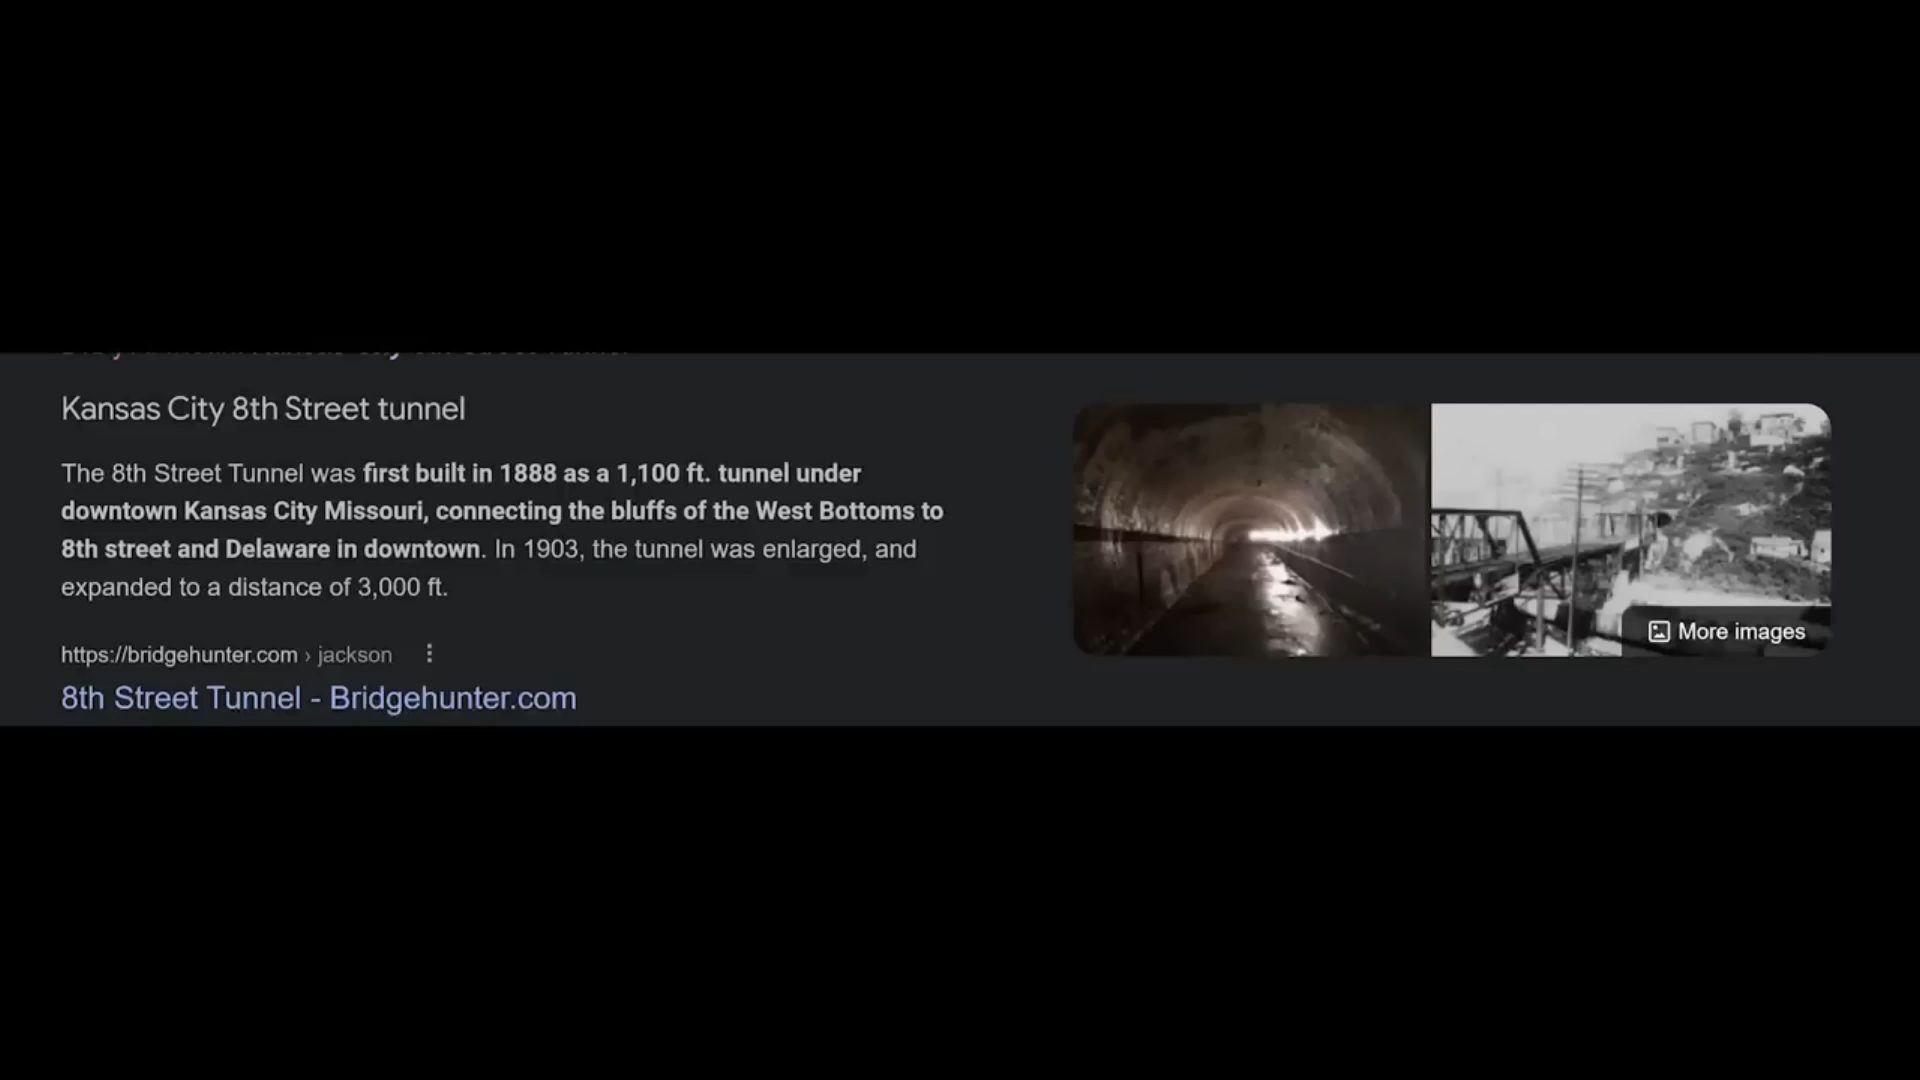 Kansas City 8th Street tunnel
The 8th Street Tunnel was first built in 1888 as a 1,100 ft. tunnel under
downtown Kansas City Missouri, connecting the bluffs of the West Bottoms to
8th street and Delaware in downtown. In 1903, the tunnel was enlarged, and
expanded to a distance of 3,000 ft.
More images
https://bridgehunter.com › jackson
8th Street Tunnel - Bridgehunter.com